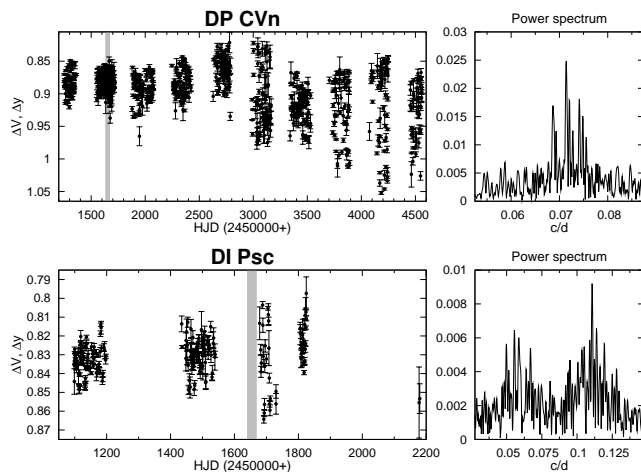 DP CVn
Power spectrum
0.85
0.9
0.95
1
1.05
ΔV, Δy
1500 2000 2500 3000 3500 4000 4500
HJD (2450000+)
0.03
0.025
0.02
0.015
0.01
0.005
0
0.06 0.07 0.08
c/d
DI Psc
Power spectrum
0.79
0.8
0.81
0.82
0.83
0.84
0.85
0.86
0.87
ΔV, Δy
1200 1400 1600 1800 2000 2200
HJD (2450000+)
0.01
0.008
0.006
0.004
0.002
0
0.05 0.075 0.1 0.125
c/d